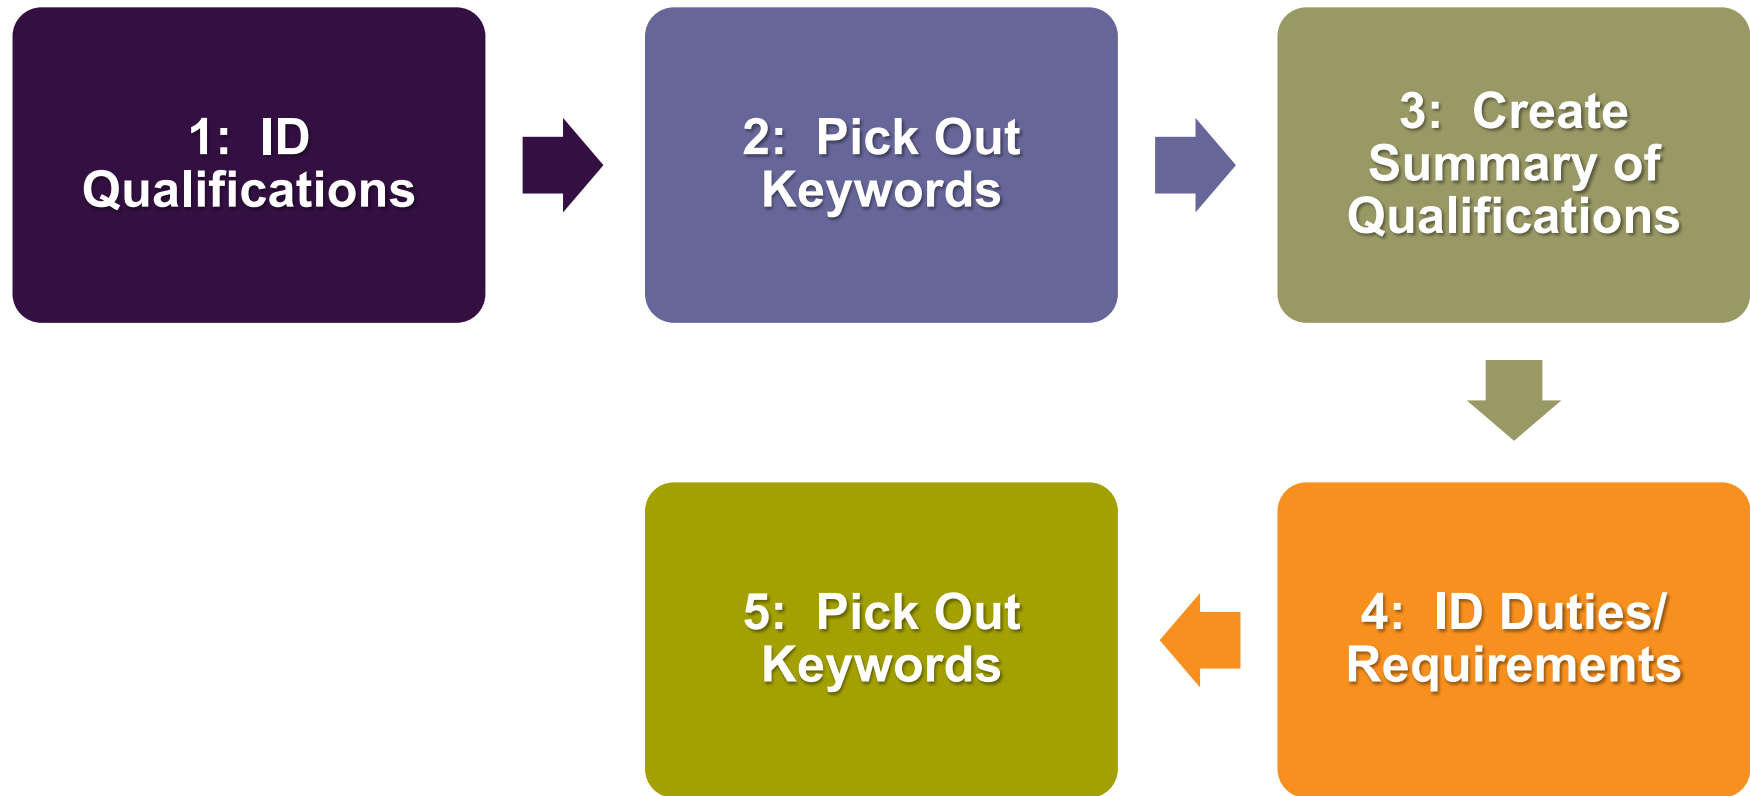 1:  ID
Qualifications
2:  Pick Out
Keywords
3:  Create
Summary of
Qualifications
4:  ID Duties/
Requirements
5:  Pick Out
Keywords